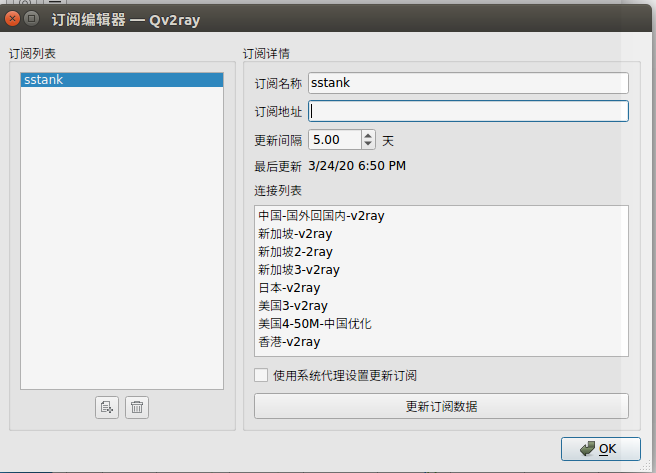 订阅编辑器 — Qv2ray
订阅列表
sstank
订阅详情
订阅名称 sstank
订阅地址
更新间隔 5.00 天
最后更新 3/24/20 6:50 PM
连接列表
中国-国外回国内-v2ray
新加坡-v2ray
新加坡2-2ray
新加坡3-v2ray
日本-v2ray
美国3-v2ray
美国4-50M-中国优化
香港-v2ray
使用系统代理设置更新订阅
更新订阅数据
OK